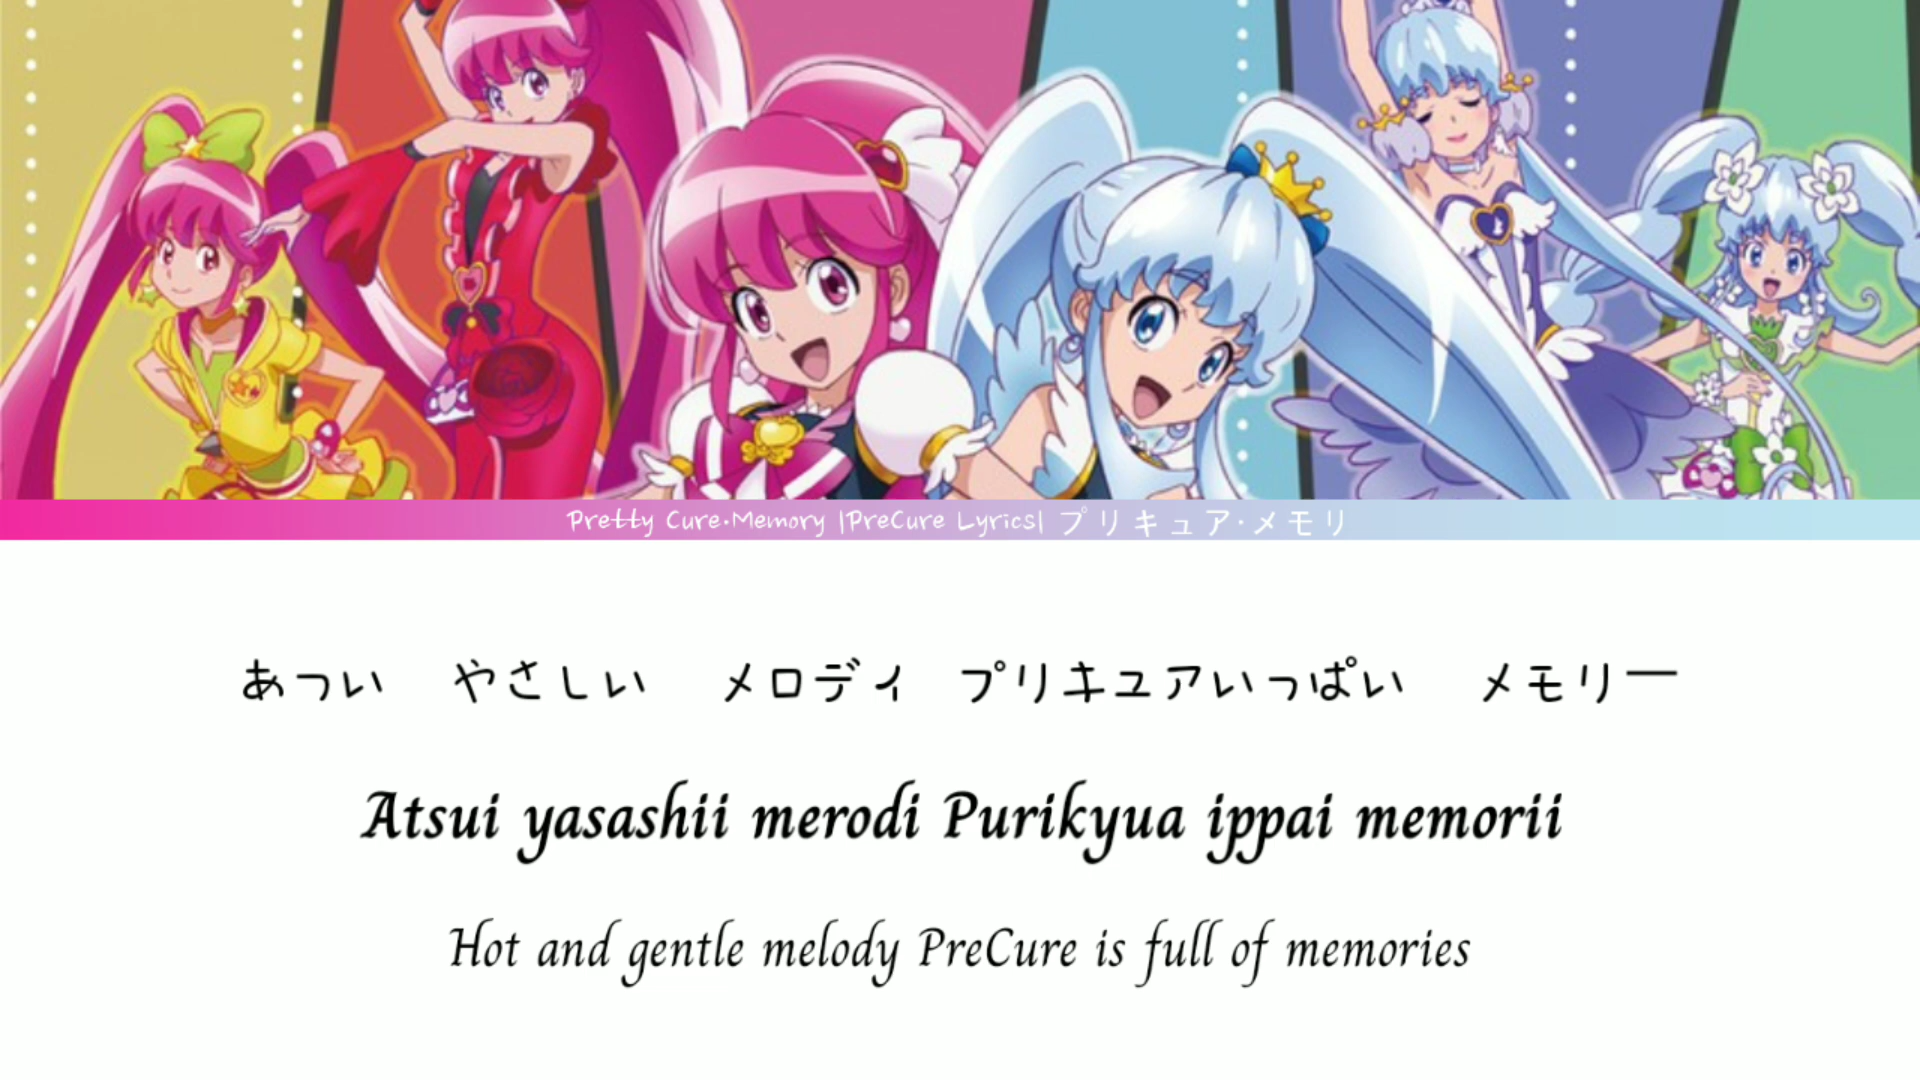 Pretty Cure·Memory |PreCure Lyrics| プリキュア·メモリ
あつい やさしい メロディ プリキュアいっぱい メモリー
Atsui yasashii merodi Purikyua ippai memorii
Hot and gentle melody PreCure is full of memories